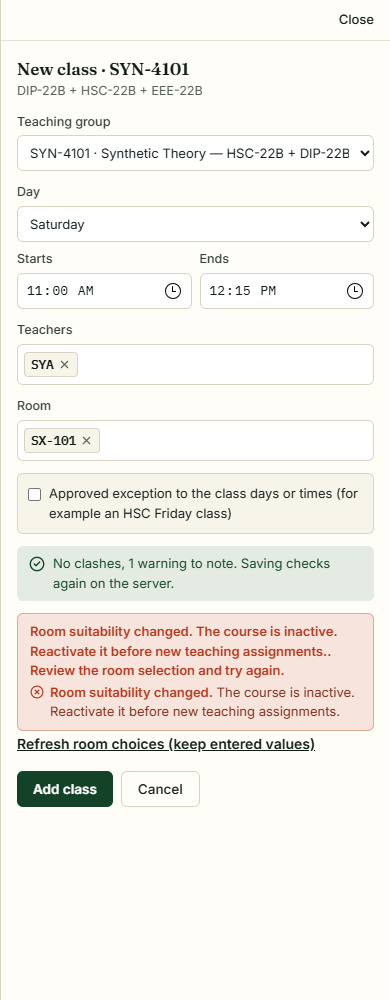 Close
New class · SYN-4101
DIP-22B + HSC-22B + EEE-22B
Teaching group
SYN-4101 · Synthetic Theory — HSC-22B + DIP-22B
Day
Saturday
Starts
Ends
11:00 AM
12:15 PM
Teachers
SYA ×
Room
SX-101 ×
Approved exception to the class days or times (for
example an HSC Friday class)
No clashes, 1 warning to note. Saving checks
again on the server.
Room suitability changed. The course is inactive.
Reactivate it before new teaching assignments..
Review the room selection and try again.
Room suitability changed. The course is inactive.
Reactivate it before new teaching assignments.
Refresh room choices (keep entered values)
Add class
Cancel